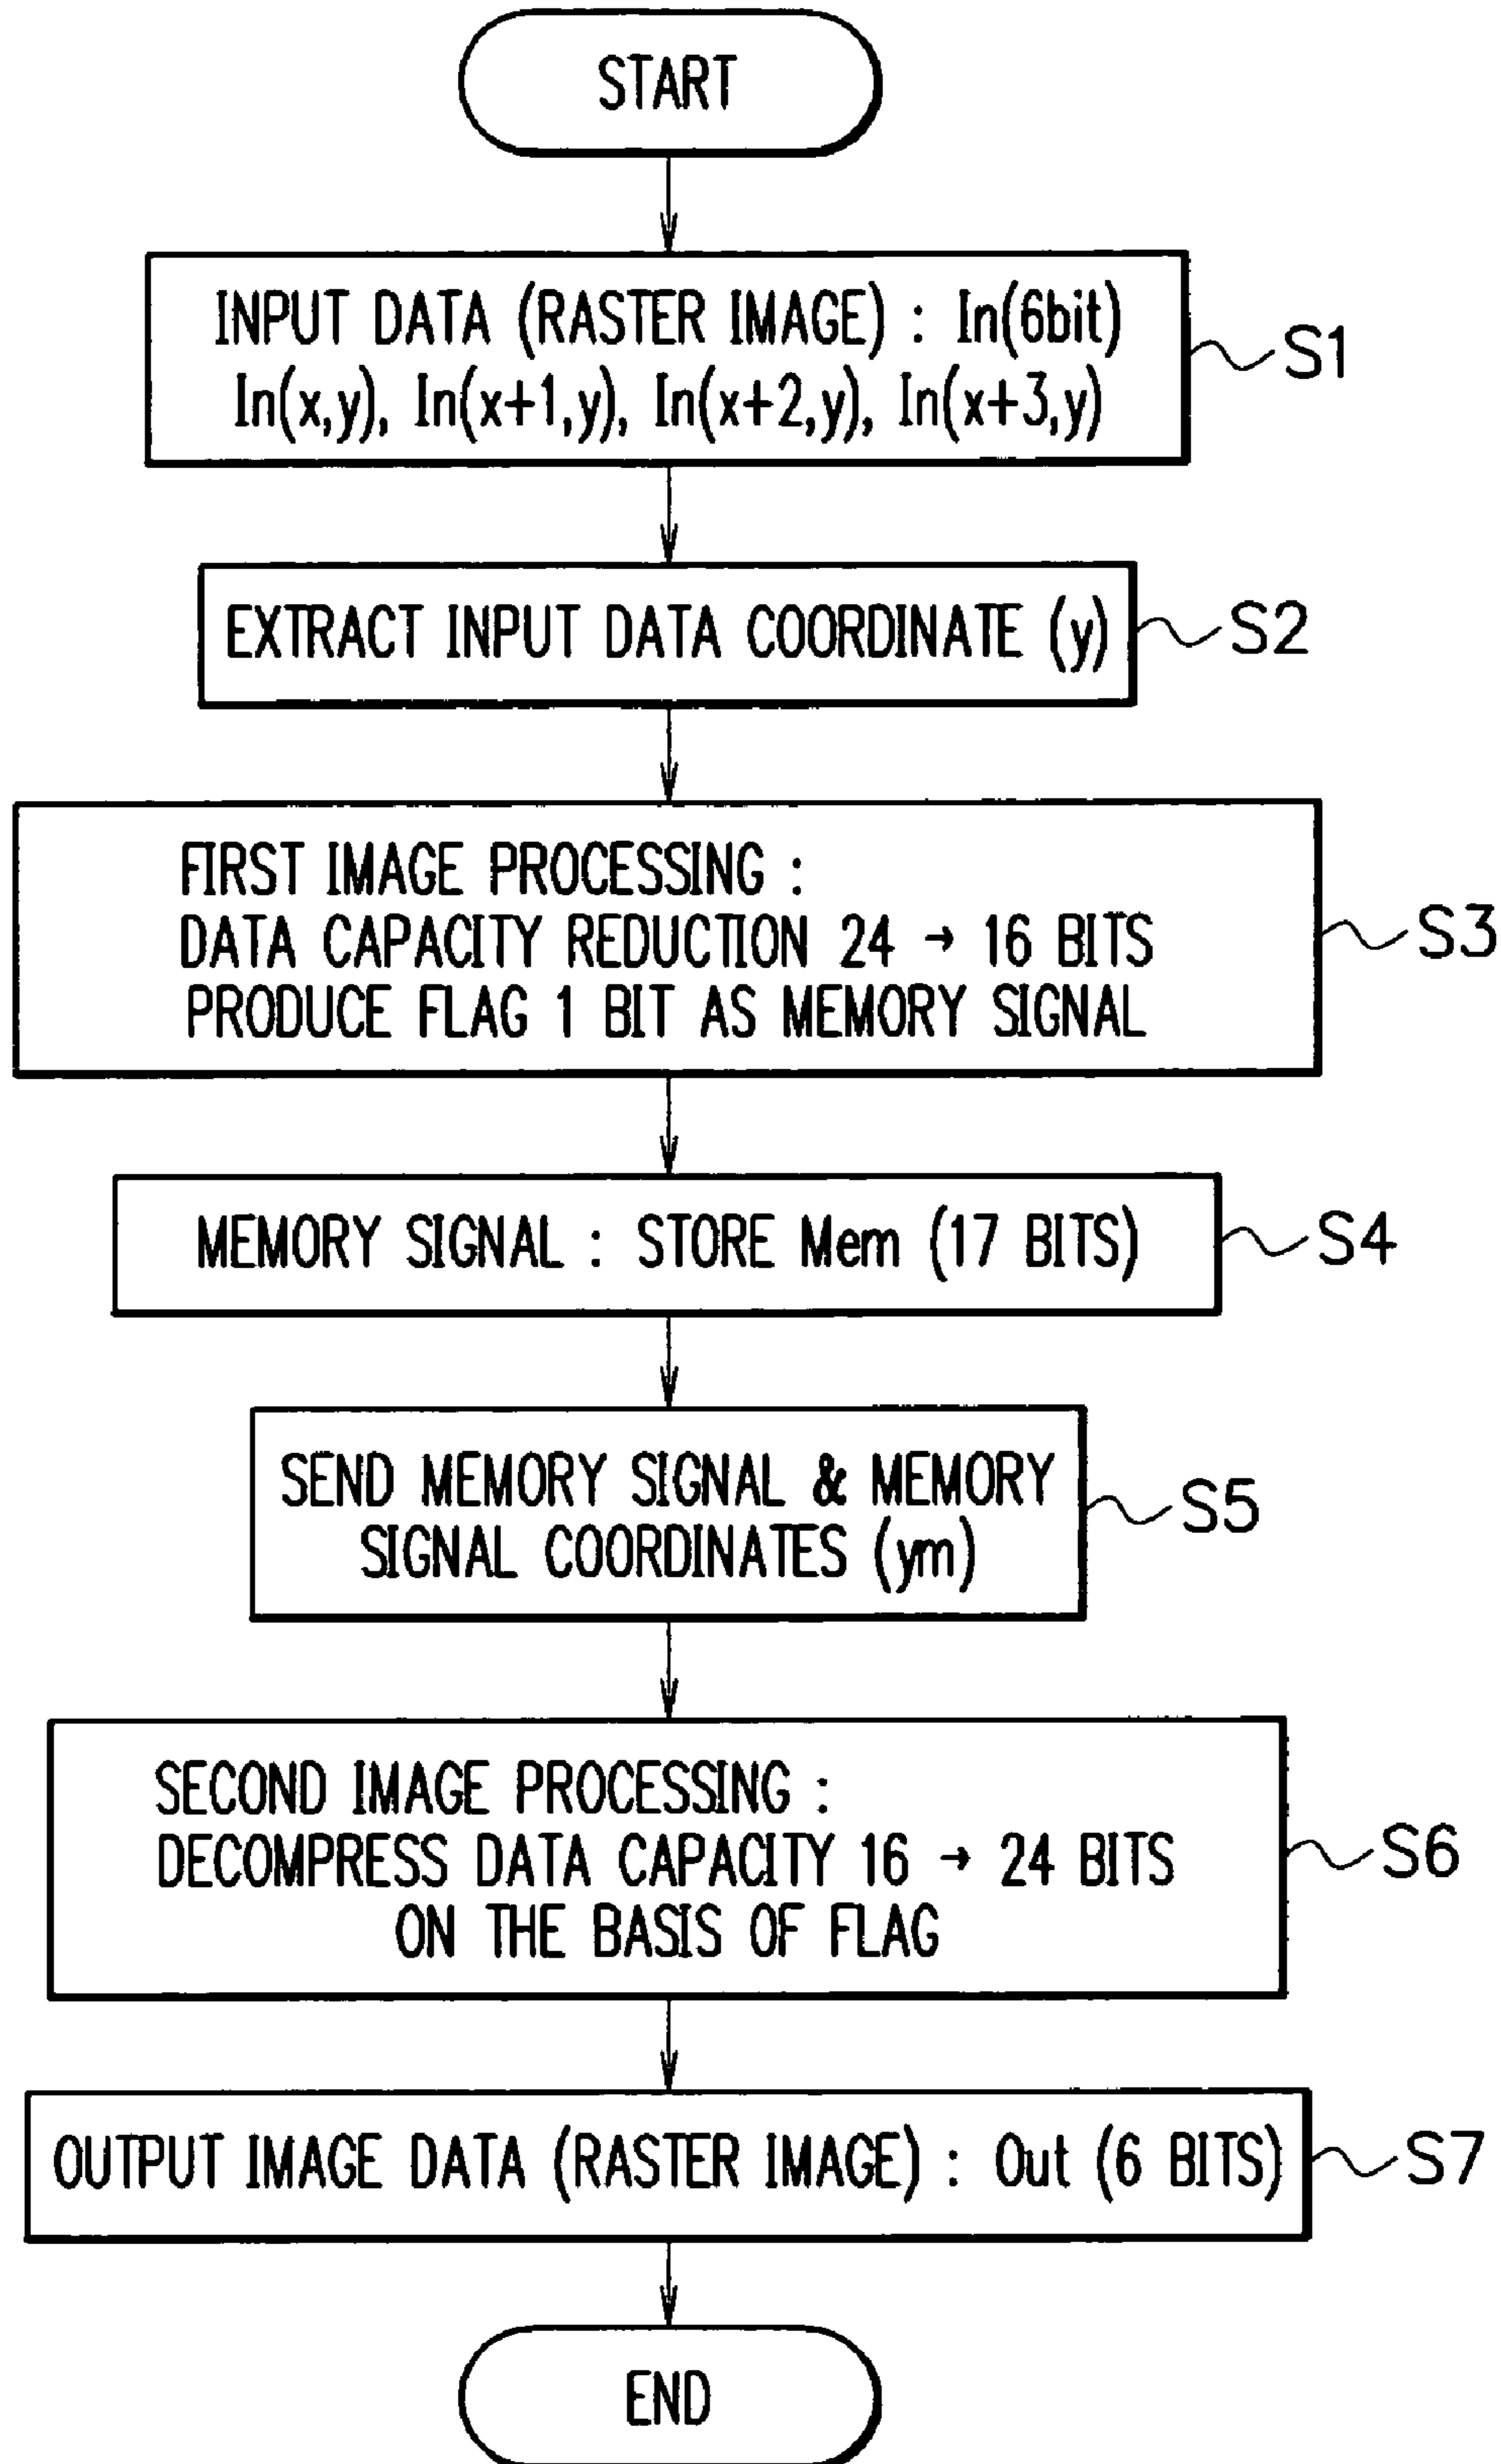 START
INPUT DATA (RASTER IMAGE) : In(6bit)
In(x,y), In(x+1,y), In(x+2,y), In(x+3,y)
S1
EXTRACT INPUT DATA COORDINATE (y)
S2
FIRST IMAGE PROCESSING :
DATA CAPACITY REDUCTION 24 → 16 BITS
PRODUCE FLAG 1 BIT AS MEMORY SIGNAL
S3
MEMORY SIGNAL : STORE Mem (17 BITS)
S4
SEND MEMORY SIGNAL & MEMORY
SIGNAL COORDINATES (ym)
S5
SECOND IMAGE PROCESSING :
DECOMPRESS DATA CAPACITY 16 → 24 BITS
ON THE BASIS OF FLAG
S6
OUTPUT IMAGE DATA (RASTER IMAGE) : Out (6 BITS)
S7
END